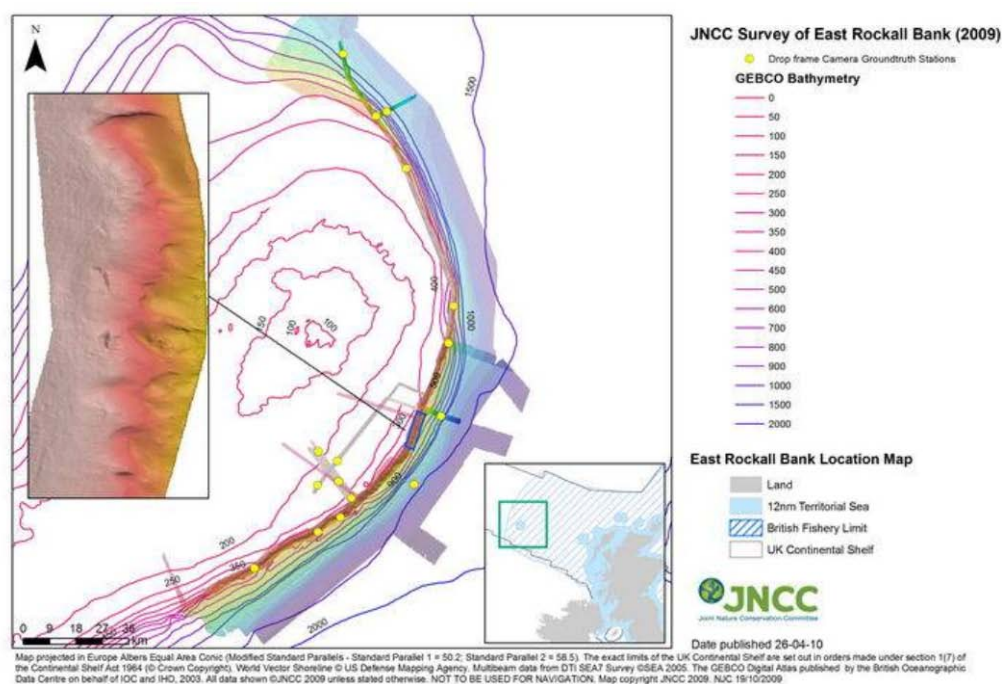 JNCC Survey of East Rockall Bank (2009)
Drop frame Camera Groundtruth Stations
GEBCO Bathymetry
0
50
100
150
200
250
300
350
400
450
500
600
700
800
900
1000
1500
2000
East Rockall Bank Location Map
Land
12nm Territorial Sea
British Fishery Limit
UK Continental Shelf
JNCC
Joint Nature Conservation Committee
Date published 26-04-10
N
1500
400
1000
150
100
100
900
200
250
350
2000
0 9 18 27 36
Km
Map projected in Europe Albers Equal Area Conic (Modified Standard Parallels - Standard Parallel 1 = 50.2; Standard Parallel 2 = 58.5). The exact limits of the UK Continental Shelf are set out in orders made under section 1(7) of
the Continental Shelf Act 1964 (© Crown Copyright). World Vector Shoreline © US Defense Mapping Agency. Multibeam data from DTI SEA7 Survey ©SEA 2005. The GEBCO Digital Atlas published by the British Oceanographic
Data Centre on behalf of IOC and IHO, 2003. All data shown ©JNCC 2009 unless stated otherwise. NOT TO BE USED FOR NAVIGATION. Map copyright JNCC 2009. NJC 19/10/2009